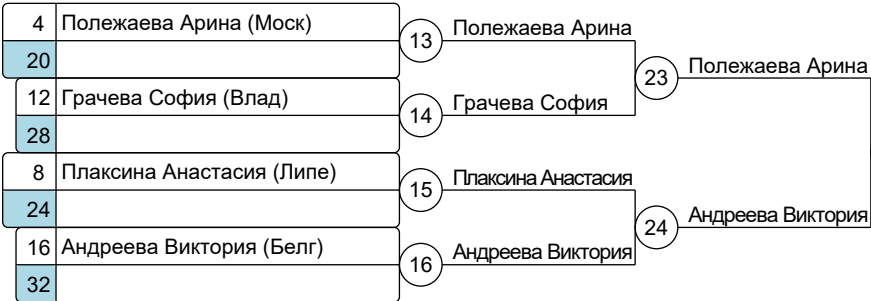 4 Полежаева Арина (Моск)
20
13 Полежаева Арина
12 Грачева София (Влад)
28
14 Грачева София
23 Полежаева Арина
8 Плаксина Анастасия (Липе)
24
15 Плаксина Анастасия
16 Андреева Виктория (Белг)
32
16 Андреева Виктория
24 Андреева Виктория